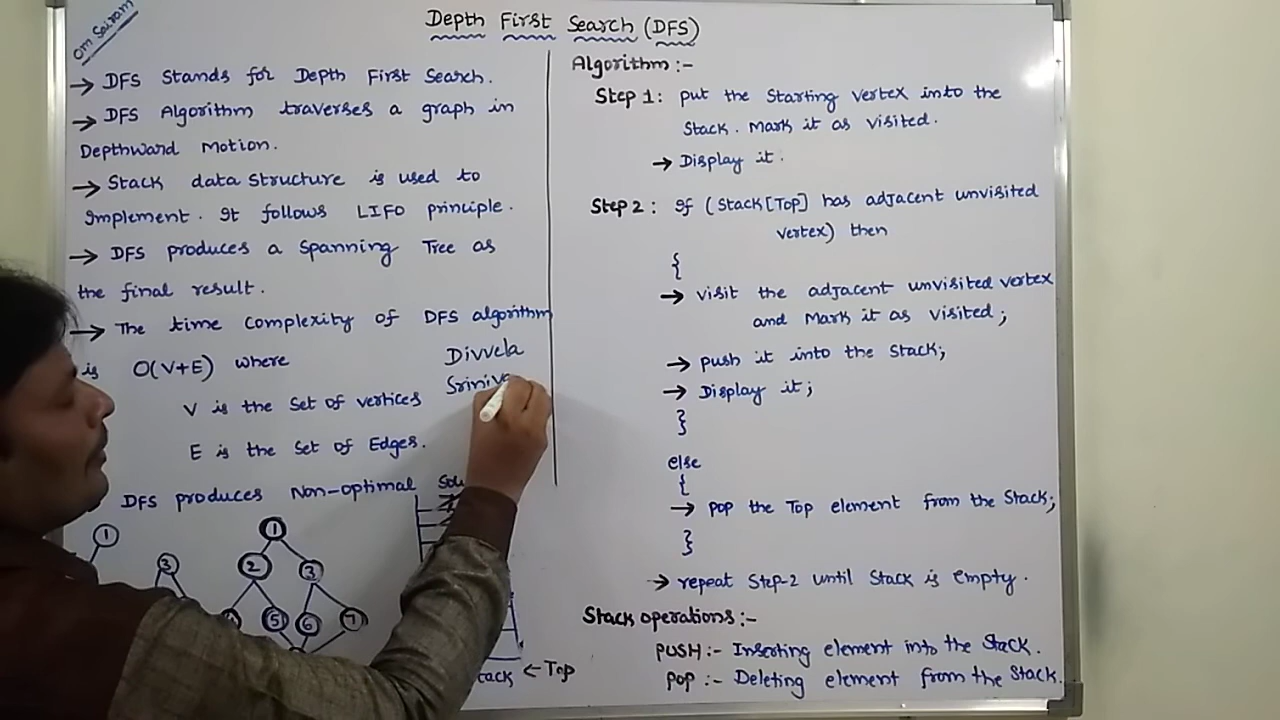 om Sairam
Depth First Search (DFS)
→ DFS Stands for Depth First Search.
→ DFS Algorithm traverses a graph in
Depthward Motion.
→ Stack data Structure is used to
Implement. It follows LIFO principle.
→ DFS produces a Spanning Tree as
the final result.
→ The time complexity of DFS algorithm
is O(V+E) where
V is the Set of vertices
E is the Set of Edges.
Divvela
Sriniva
DFS produces Non-optimal Solu
1
3
1
2
3
5
6
7
tack ← Top
Algorithm:-
Step 1: put the Starting vertex into the
Stack. Mark it as visited.
→ Display it.
Step 2: If (Stack[Top] has adjacent unvisited
vertex) then
{
→ visit the adjacent unvisited vertex
and Mark it as visited;
→ push it into the Stack;
→ Display it;
}
else
{
→ pop the Top element from the Stack;
}
→ repeat Step-2 until Stack is empty.
Stack operations:-
PUSH:- Inserting element into the Stack.
POP:- Deleting element from the Stack.